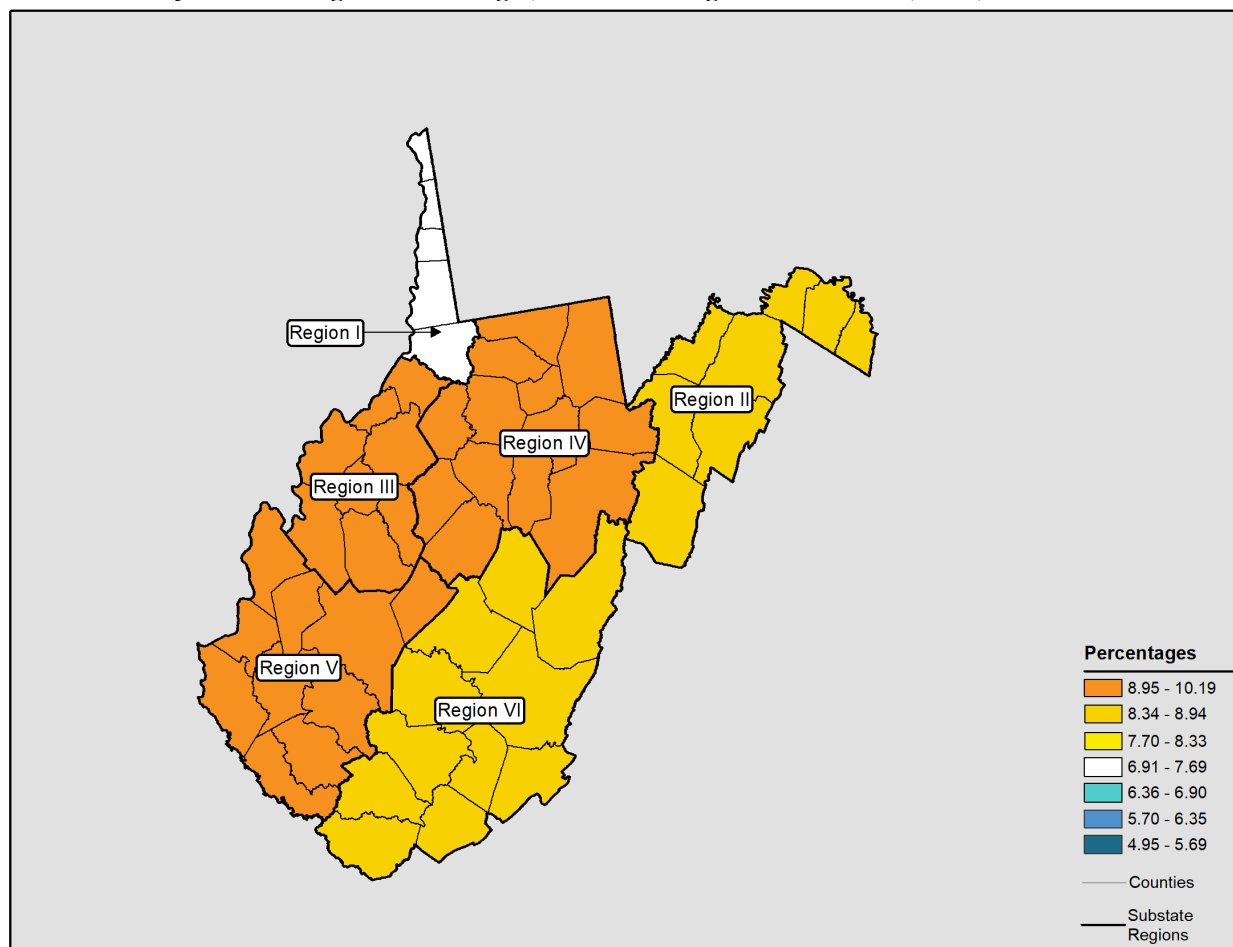 Region I
Region II
Region IV
Region III
Region V
Region VI
Percentages
8.95 - 10.19
8.34 - 8.94
7.70 - 8.33
6.91 - 7.69
6.36 - 6.90
5.70 - 6.35
4.95 - 5.69
Counties
Substate
Regions